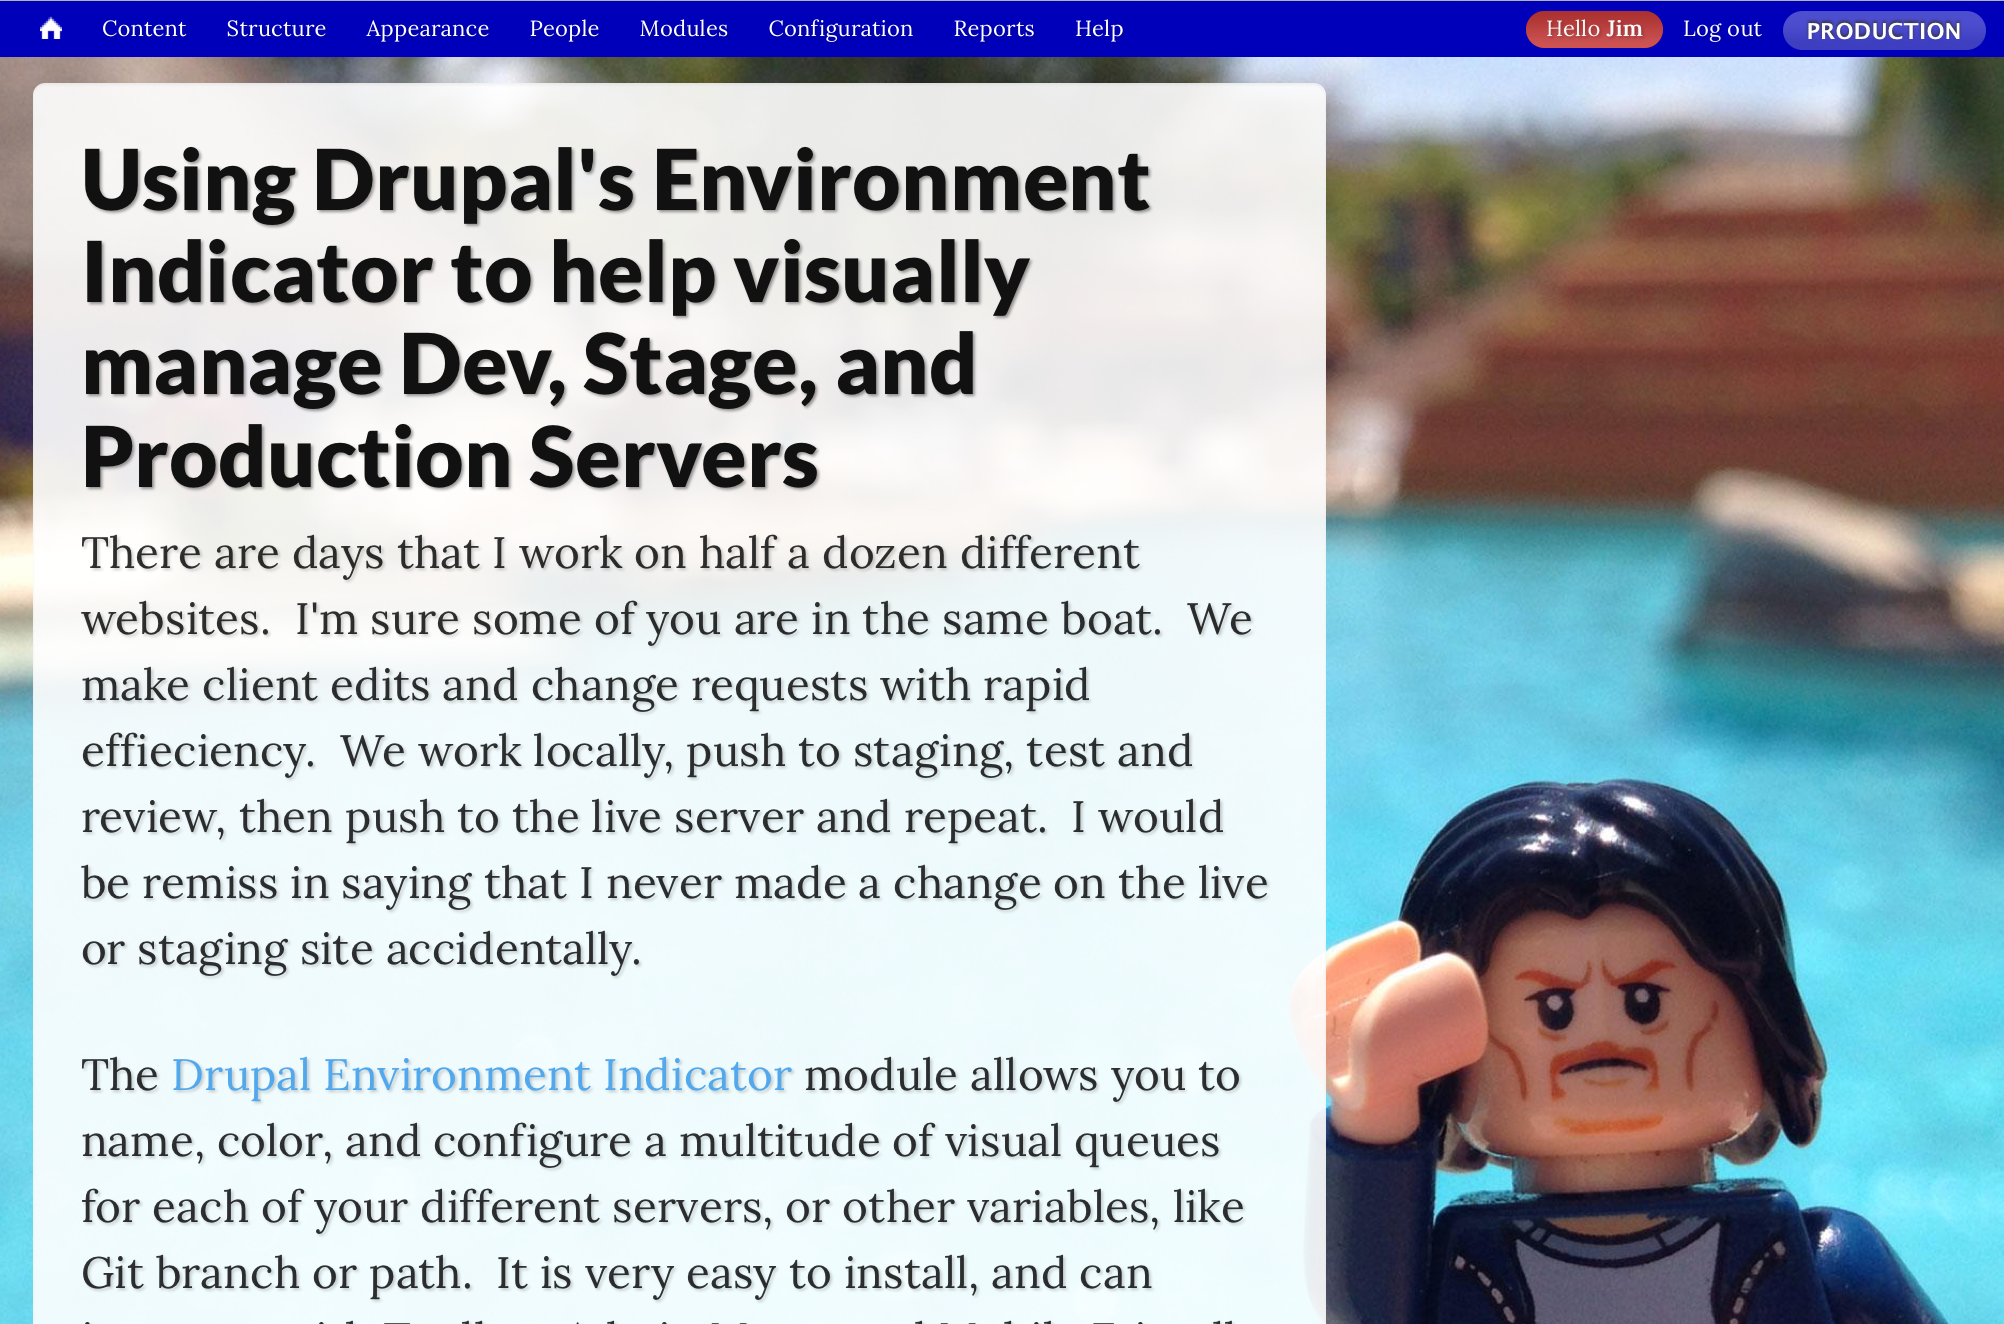 Content Structure Appearance People Modules Configuration Reports Help Hello Jim Log out PRODUCTION
Using Drupal's Environment
Indicator to help visually
manage Dev, Stage, and
Production Servers
There are days that I work on half a dozen different
websites.  I'm sure some of you are in the same boat.  We
make client edits and change requests with rapid
effieciency.  We work locally, push to staging, test and
review, then push to the live server and repeat.  I would
be remiss in saying that I never made a change on the live
or staging site accidentally.
The Drupal Environment Indicator module allows you to
name, color, and configure a multitude of visual queues
for each of your different servers, or other variables, like
Git branch or path.  It is very easy to install, and can